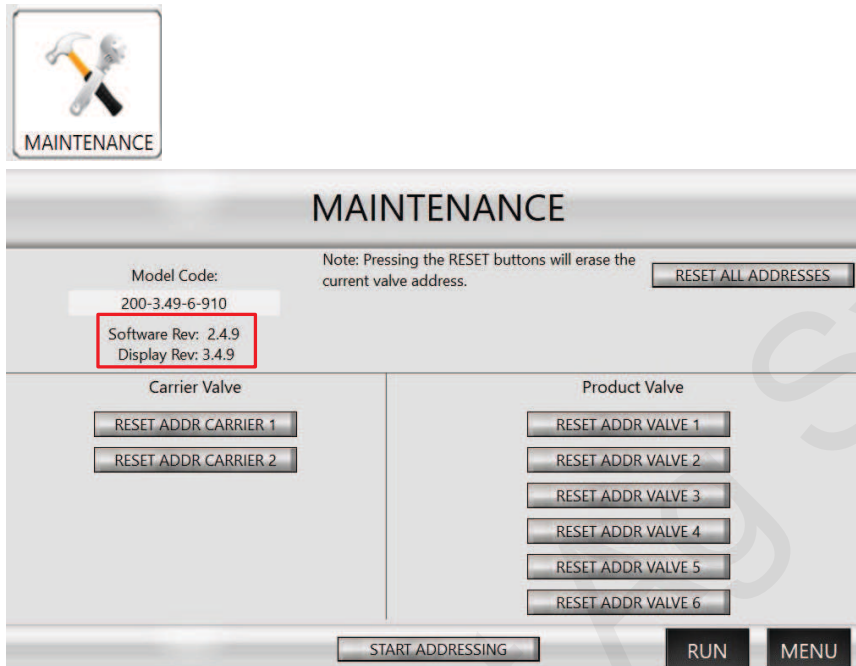 MAINTENANCE
MAINTENANCE
Note: Pressing the RESET buttons will erase the
current valve address.
RESET ALL ADDRESSES
Model Code:
200-3.49-6-910
Software Rev: 2.4.9
Display Rev: 3.4.9
Carrier Valve
RESET ADDR CARRIER 1
RESET ADDR CARRIER 2
Product Valve
RESET ADDR VALVE 1
RESET ADDR VALVE 2
RESET ADDR VALVE 3
RESET ADDR VALVE 4
RESET ADDR VALVE 5
RESET ADDR VALVE 6
START ADDRESSING
RUN
MENU